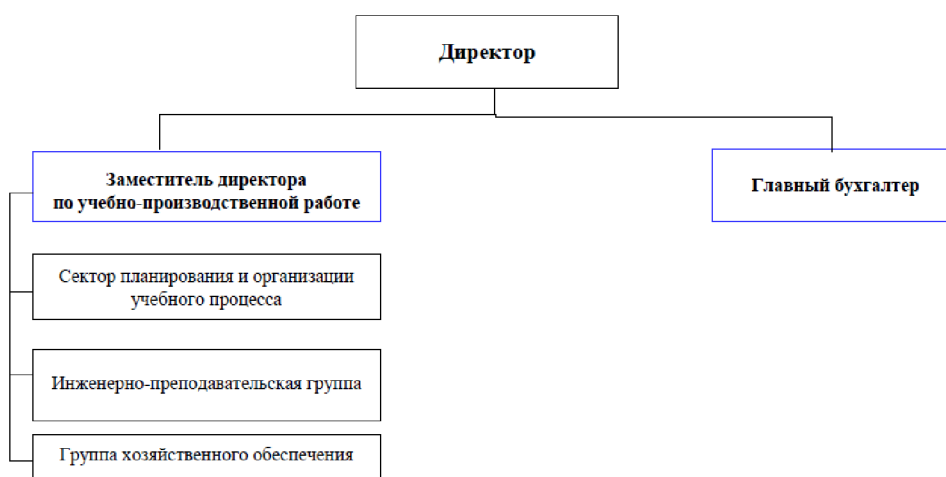 Директор
Заместитель директора
по учебно-производственной работе
Главный бухгалтер
Сектор планирования и организации
учебного процесса
Инженерно-преподавательская группа
Группа хозяйственного обеспечения